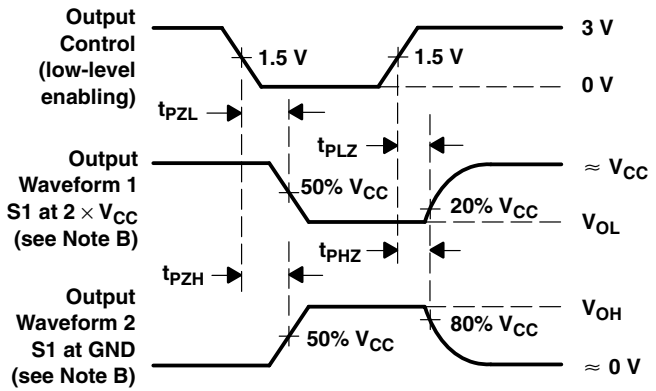 Output
Control
(low-level
enabling)
1.5 V
1.5 V
3 V
0 V
tPZL
tPLZ
Output
Waveform 1
S1 at 2 × VCC
(see Note B)
50% VCC
20% VCC
≈ VCC
VOL
tPZH
tPHZ
Output
Waveform 2
S1 at GND
(see Note B)
50% VCC
80% VCC
VOH
≈ 0 V